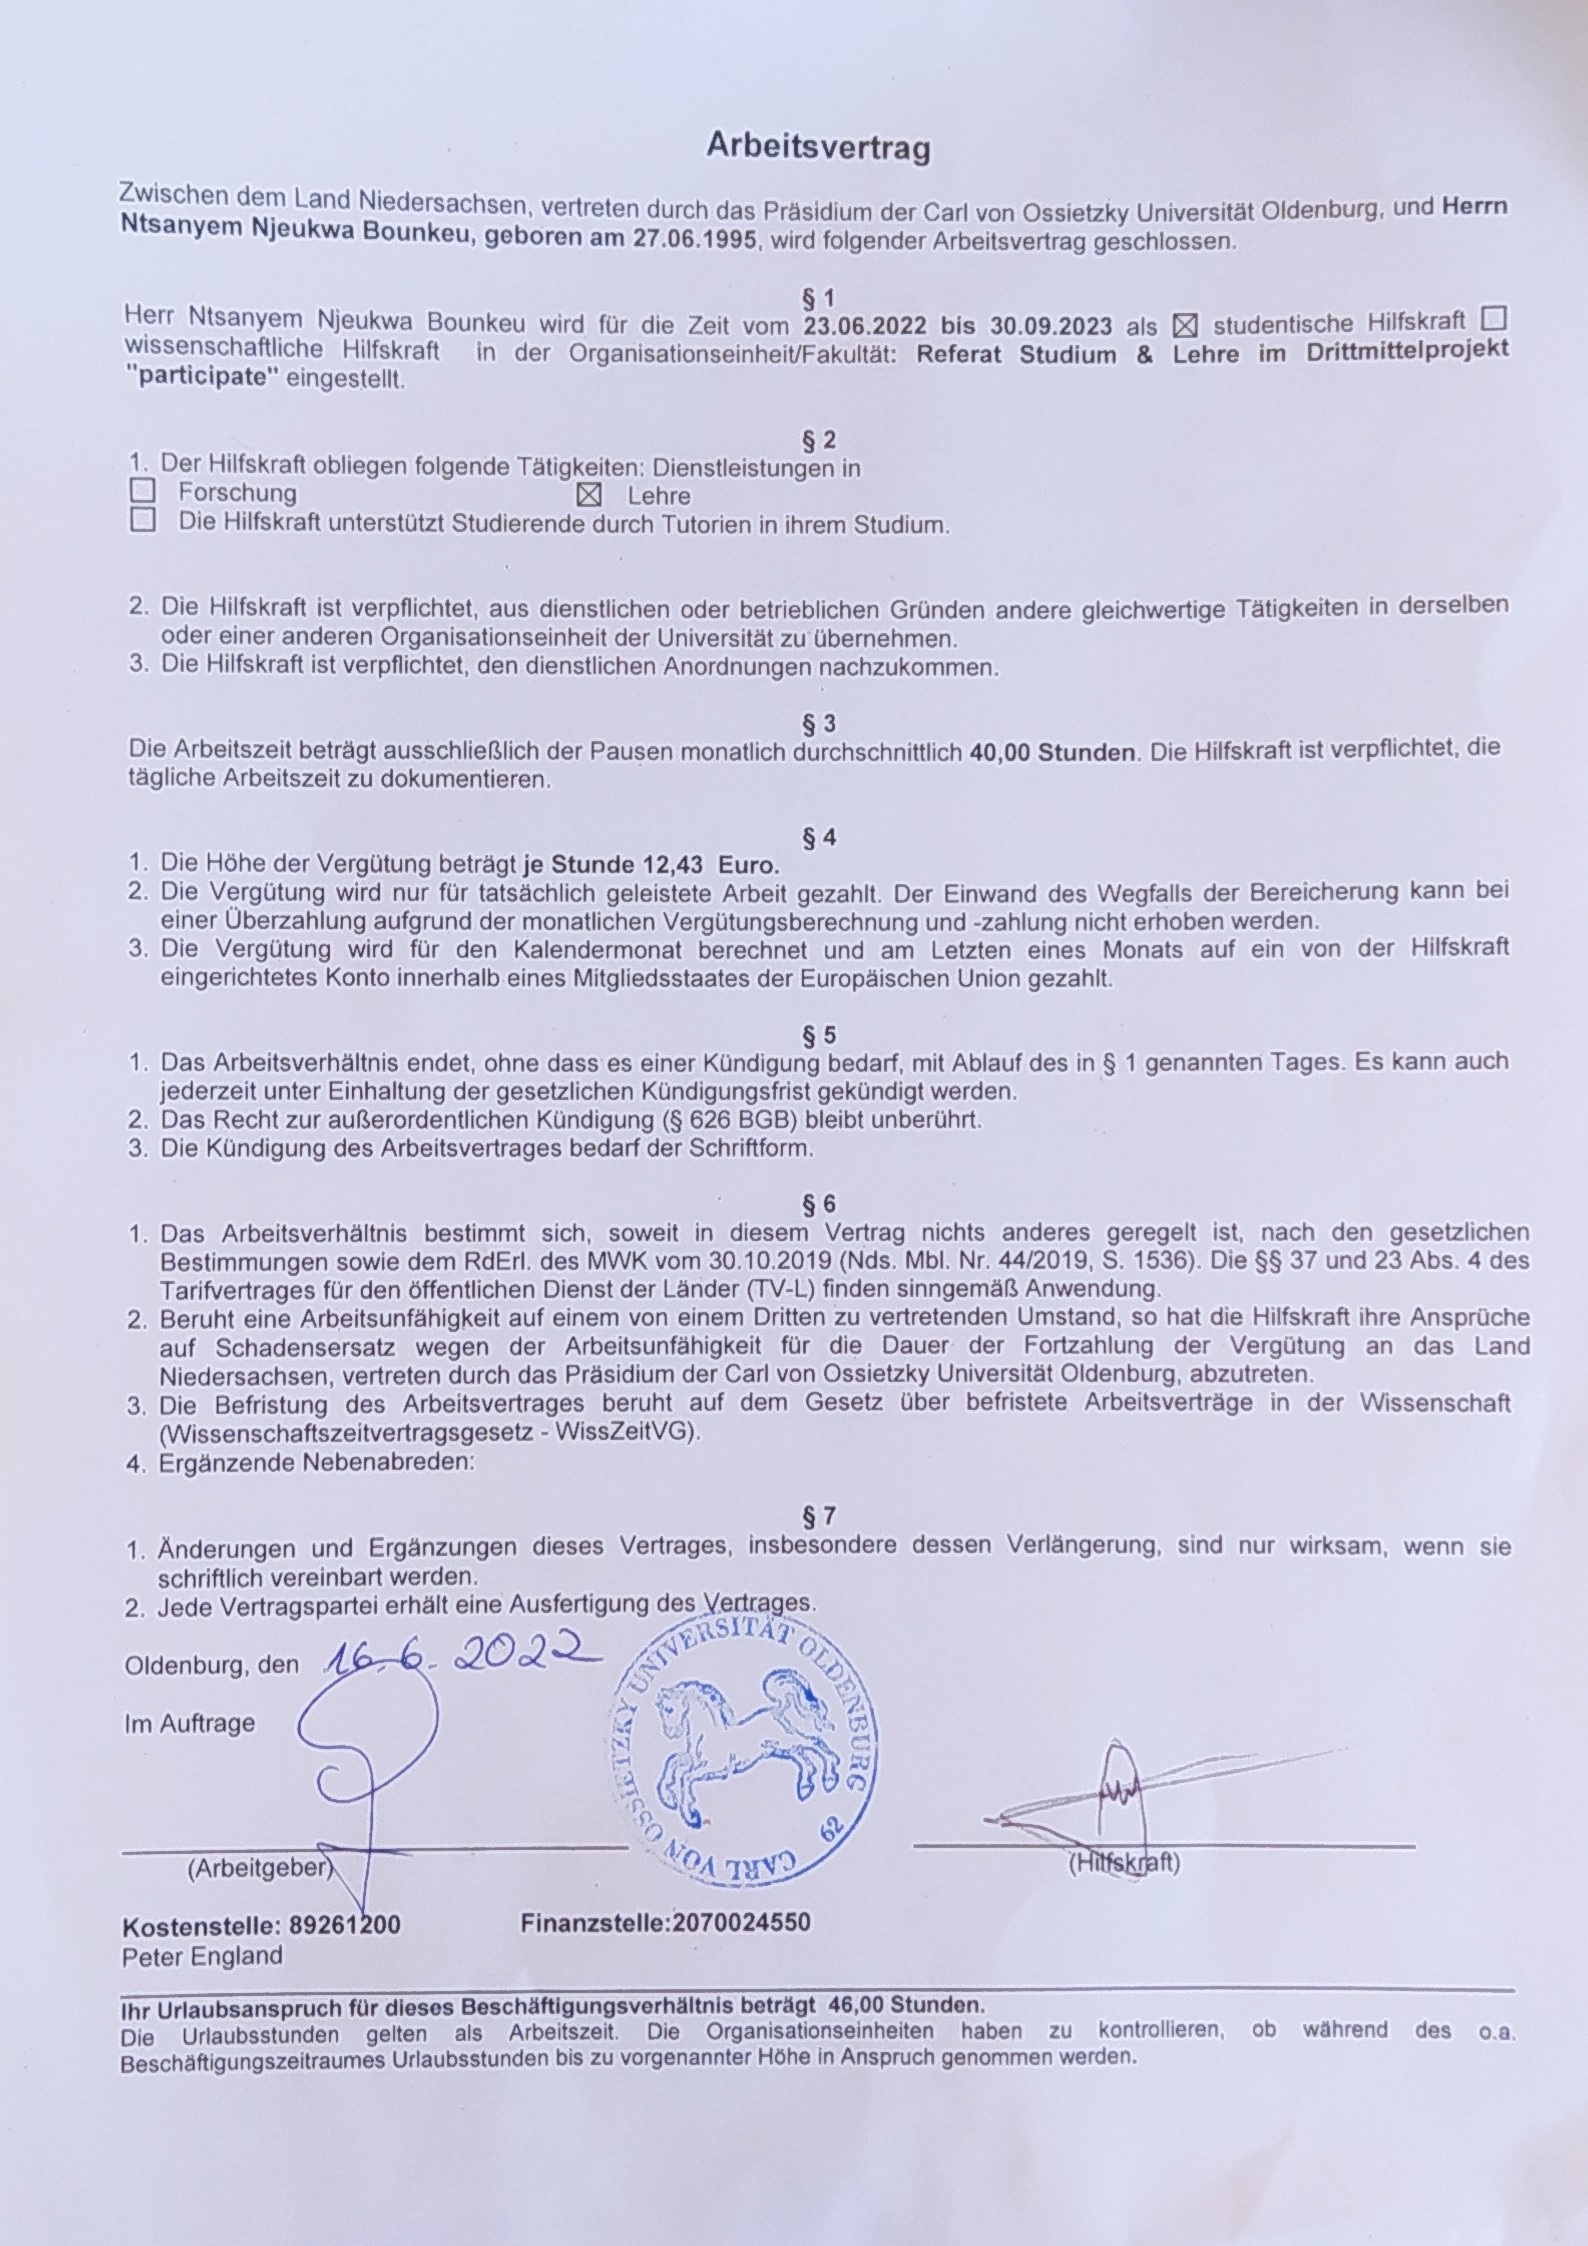 Arbeitsvertrag
Zwischen dem Land Niedersachsen, vertreten durch das Präsidium der Carl von Ossietzky Universität Oldenburg, und Herrn
Ntsanyem Njeukwa Bounkeu, geboren am 27.06.1995, wird folgender Arbeitsvertrag geschlossen.
§ 1
Herr Ntsanyem Njeukwa Bounkeu wird für die Zeit vom 23.06.2022 bis 30.09.2023 als ☒ studentische Hilfskraft ☐
wissenschaftliche Hilfskraft in der Organisationseinheit/Fakultät: Referat Studium & Lehre im Drittmittelprojekt
"participate" eingestellt.
§ 2
1. Der Hilfskraft obliegen folgende Tätigkeiten: Dienstleistungen in
☐ Forschung ☒ Lehre
☐ Die Hilfskraft unterstützt Studierende durch Tutorien in ihrem Studium.
2. Die Hilfskraft ist verpflichtet, aus dienstlichen oder betrieblichen Gründen andere gleichwertige Tätigkeiten in derselben
oder einer anderen Organisationseinheit der Universität zu übernehmen.
3. Die Hilfskraft ist verpflichtet, den dienstlichen Anordnungen nachzukommen.
§ 3
Die Arbeitszeit beträgt ausschließlich der Pausen monatlich durchschnittlich 40,00 Stunden. Die Hilfskraft ist verpflichtet, die
tägliche Arbeitszeit zu dokumentieren.
§ 4
1. Die Höhe der Vergütung beträgt je Stunde 12,43 Euro.
2. Die Vergütung wird nur für tatsächlich geleistete Arbeit gezahlt. Der Einwand des Wegfalls der Bereicherung kann bei
einer Überzahlung aufgrund der monatlichen Vergütungsberechnung und -zahlung nicht erhoben werden.
3. Die Vergütung wird für den Kalendermonat berechnet und am Letzten eines Monats auf ein von der Hilfskraft
eingerichtetes Konto innerhalb eines Mitgliedsstaates der Europäischen Union gezahlt.
§ 5
1. Das Arbeitsverhältnis endet, ohne dass es einer Kündigung bedarf, mit Ablauf des in § 1 genannten Tages. Es kann auch
jederzeit unter Einhaltung der gesetzlichen Kündigungsfrist gekündigt werden.
2. Das Recht zur außerordentlichen Kündigung (§ 626 BGB) bleibt unberührt.
3. Die Kündigung des Arbeitsvertrages bedarf der Schriftform.
§ 6
1. Das Arbeitsverhältnis bestimmt sich, soweit in diesem Vertrag nichts anderes geregelt ist, nach den gesetzlichen
Bestimmungen sowie dem RdErl. des MWK vom 30.10.2019 (Nds. Mbl. Nr. 44/2019, S. 1536). Die §§ 37 und 23 Abs. 4 des
Tarifvertrages für den öffentlichen Dienst der Länder (TV-L) finden sinngemäß Anwendung.
2. Beruht eine Arbeitsunfähigkeit auf einem von einem Dritten zu vertretenden Umstand, so hat die Hilfskraft ihre Ansprüche
auf Schadensersatz wegen der Arbeitsunfähigkeit für die Dauer der Fortzahlung der Vergütung an das Land
Niedersachsen, vertreten durch das Präsidium der Carl von Ossietzky Universität Oldenburg, abzutreten.
3. Die Befristung des Arbeitsvertrages beruht auf dem Gesetz über befristete Arbeitsverträge in der Wissenschaft
(Wissenschaftszeitvertragsgesetz - WissZeitVG).
4. Ergänzende Nebenabreden:
§ 7
1. Änderungen und Ergänzungen dieses Vertrages, insbesondere dessen Verlängerung, sind nur wirksam, wenn sie
schriftlich vereinbart werden.
2. Jede Vertragspartei erhält eine Ausfertigung des Vertrages.
Oldenburg, den 16.6.2022
CARL VON OSSIETZKY UNIVERSITÄT OLDENBURG 62
Im Auftrage
(Arbeitgeber) (Hilfskraft)
Kostenstelle: 89261200 Finanzstelle:2070024550
Peter England
Ihr Urlaubsanspruch für dieses Beschäftigungsverhältnis beträgt 46,00 Stunden.
Die Urlaubsstunden gelten als Arbeitszeit. Die Organisationseinheiten haben zu kontrollieren, ob während des o.a.
Beschäftigungszeitraumes Urlaubsstunden bis zu vorgenannter Höhe in Anspruch genommen werden.